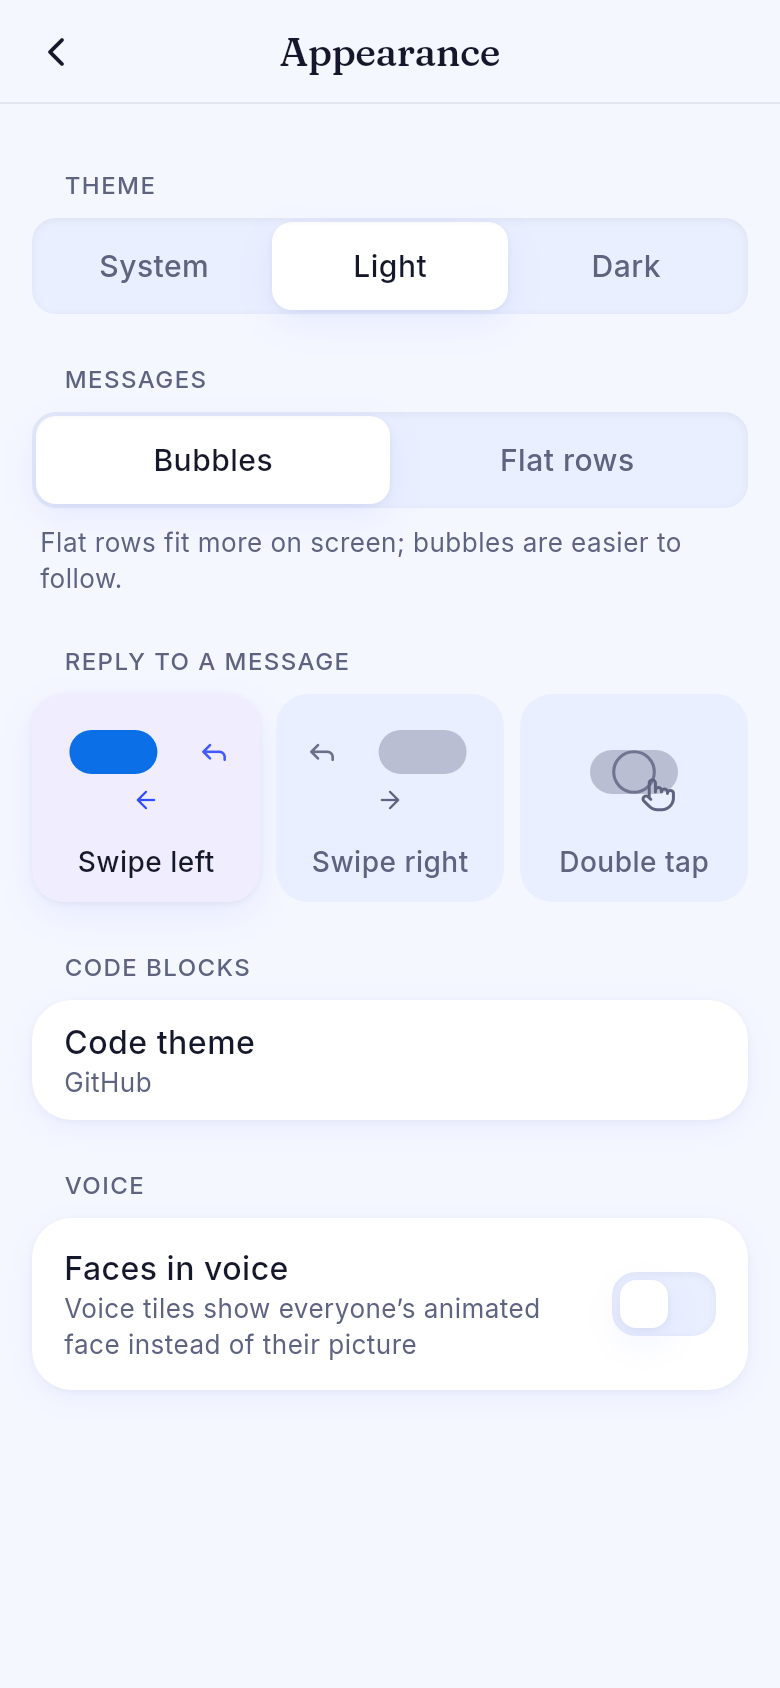 Appearance
THEME
System
Light
Dark
MESSAGES
Bubbles
Flat rows
Flat rows fit more on screen; bubbles are easier to
follow.
REPLY TO A MESSAGE
Swipe left
Swipe right
Double tap
CODE BLOCKS
Code theme
GitHub
VOICE
Faces in voice
Voice tiles show everyone’s animated
face instead of their picture